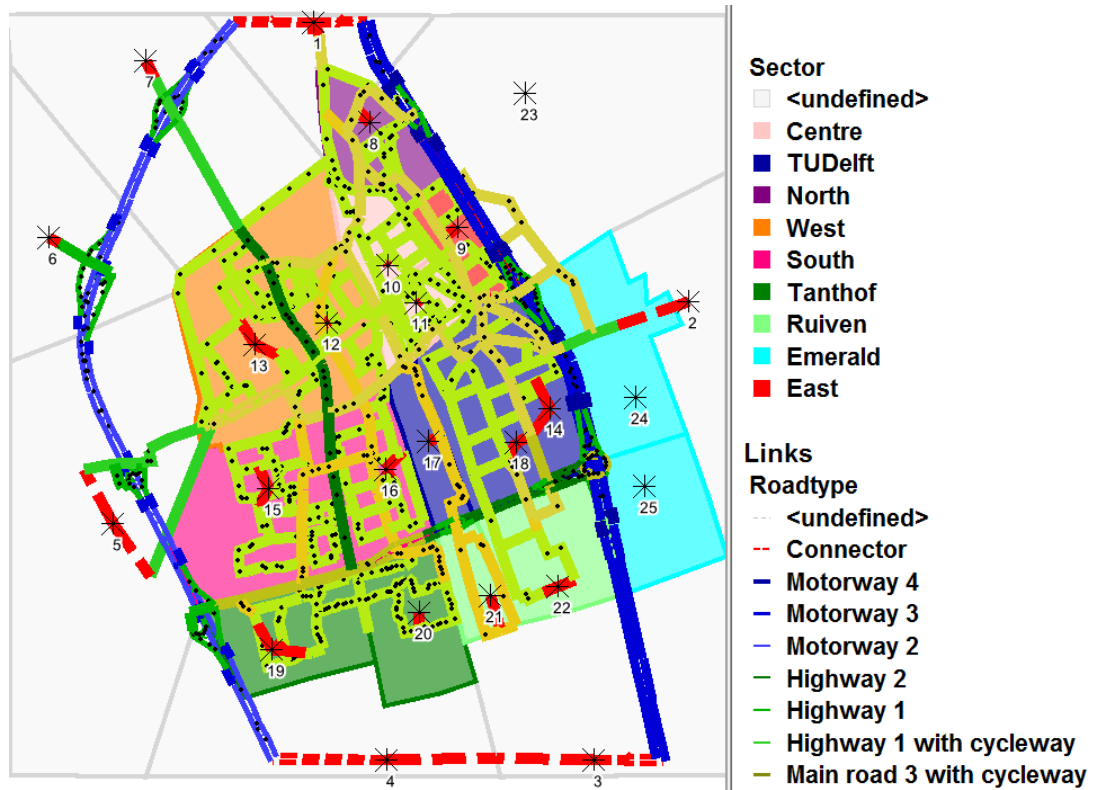 1
7
23
8
6
9
10
11
2
12
13
24
14
17
18
16
15
25
5
21
22
20
19
4
3
Sector
<undefined>
Centre
TUDelft
North
West
South
Tanthof
Ruiven
Emerald
East
Links
Roadtype
<undefined>
Connector
Motorway 4
Motorway 3
Motorway 2
Highway 2
Highway 1
Highway 1 with cycleway
Main road 3 with cycleway